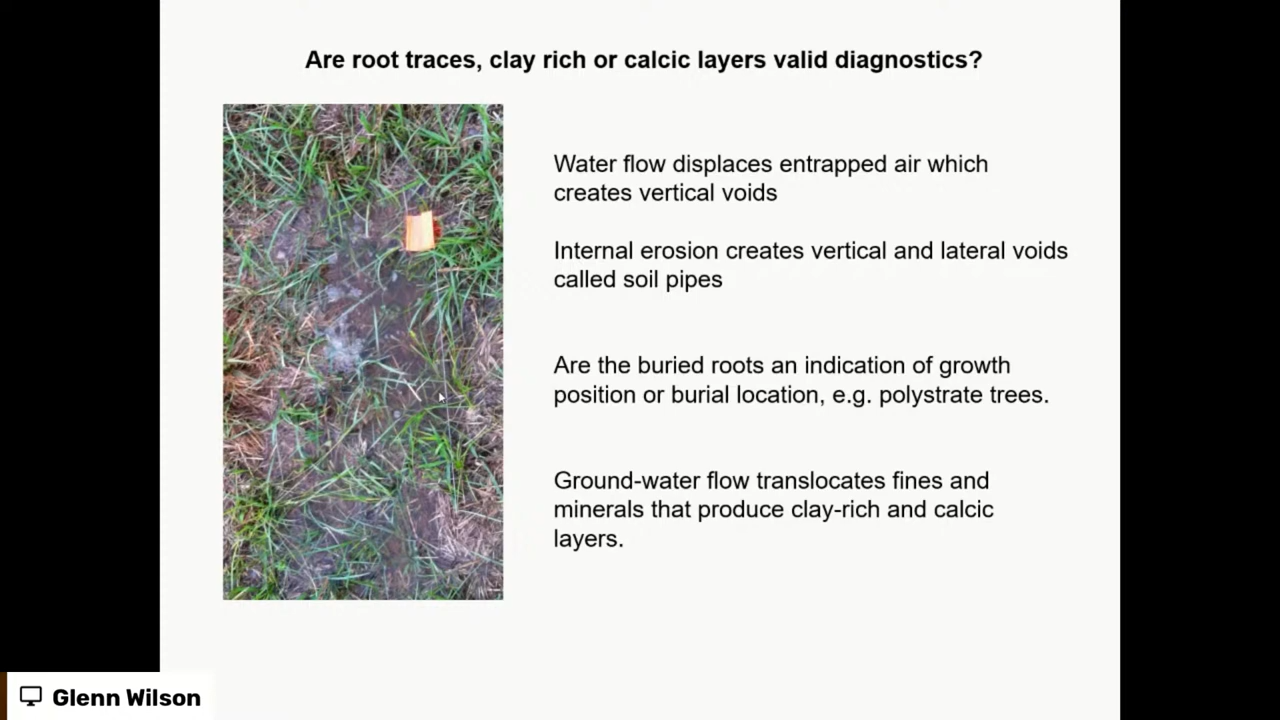 Are root traces, clay rich or calcic layers valid diagnostics?
Water flow displaces entrapped air which
creates vertical voids
Internal erosion creates vertical and lateral voids
called soil pipes
Are the buried roots an indication of growth
position or burial location, e.g. polystrate trees.
Ground-water flow translocates fines and
minerals that produce clay-rich and calcic
layers.
Glenn Wilson